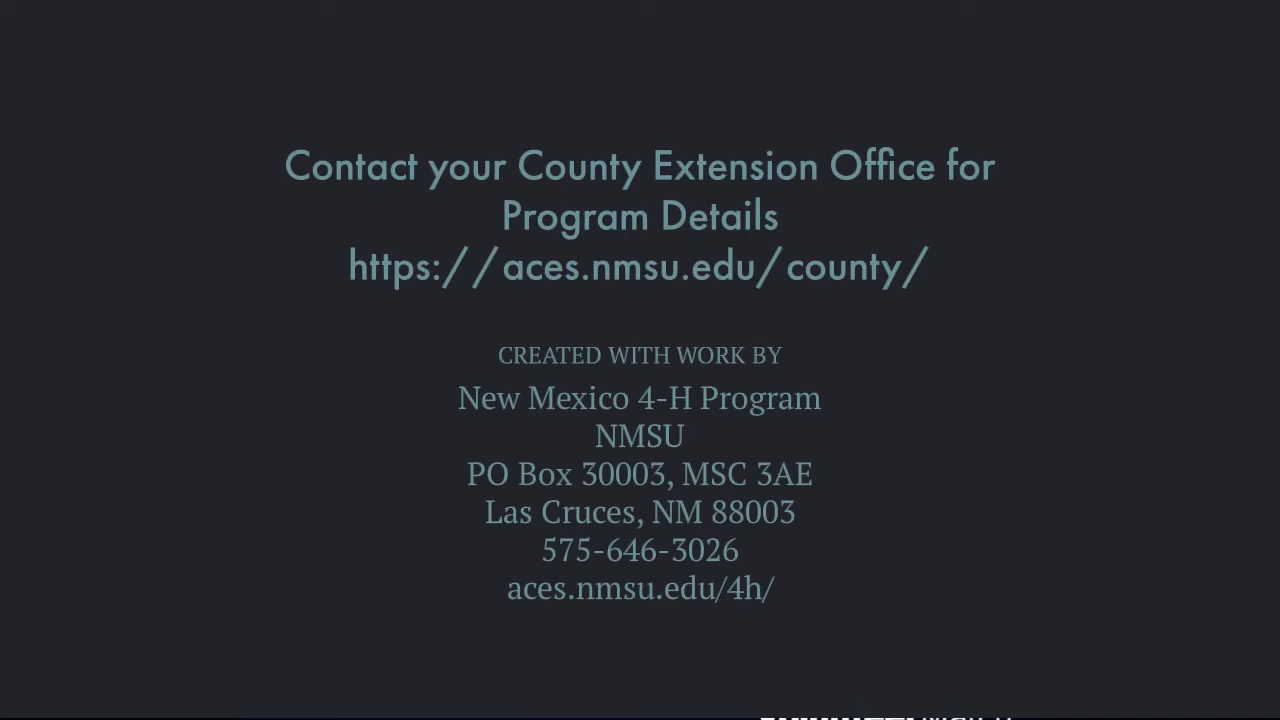 Contact your County Extension Office for
Program Details
https://aces.nmsu.edu/county/
CREATED WITH WORK BY
New Mexico 4-H Program
NMSU
PO Box 30003, MSC 3AE
Las Cruces, NM 88003
575-646-3026
aces.nmsu.edu/4h/